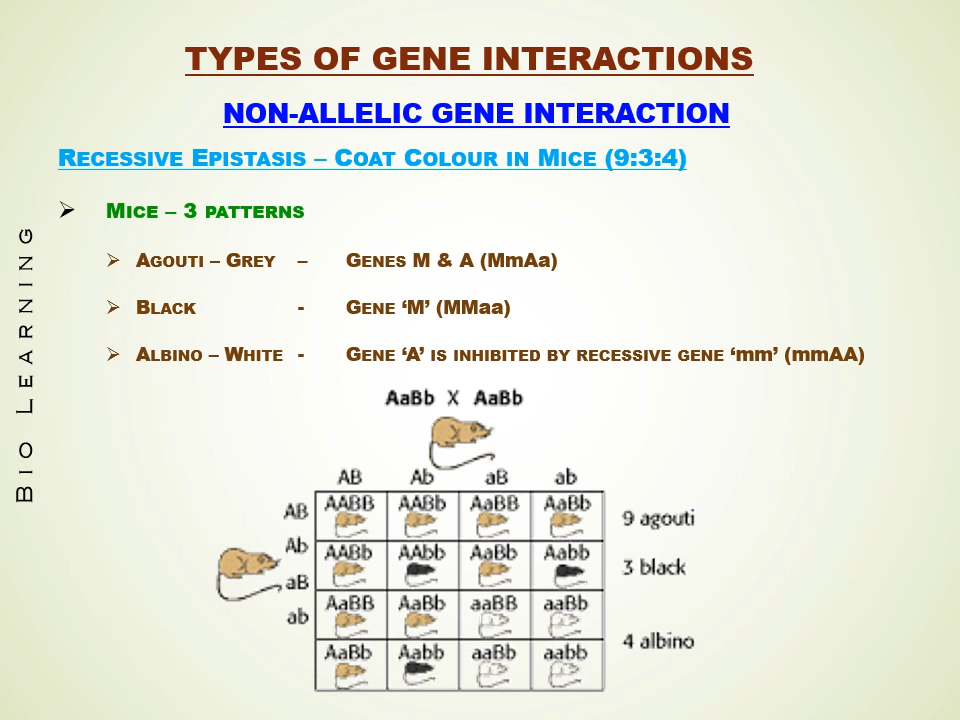 TYPES OF GENE INTERACTIONS
NON-ALLELIC GENE INTERACTION
RECESSIVE EPISTASIS – COAT COLOUR IN MICE (9:3:4)
MICE – 3 PATTERNS
AGOUTI – GREY – GENES M & A (MmAa)
BLACK - GENE ‘M’ (MMaa)
ALBINO – WHITE - GENE ‘A’ IS INHIBITED BY RECESSIVE GENE ‘mm’ (mmAA)
BIO LEARNING
AaBb X AaBb
AB Ab aB ab
AB AABB AABb AaBB AaBb 9 agouti
Ab AABb AAbb AaBb Aabb 3 black
aB AaBB AaBb aaBB aaBb
ab AaBb Aabb aaBb aabb 4 albino